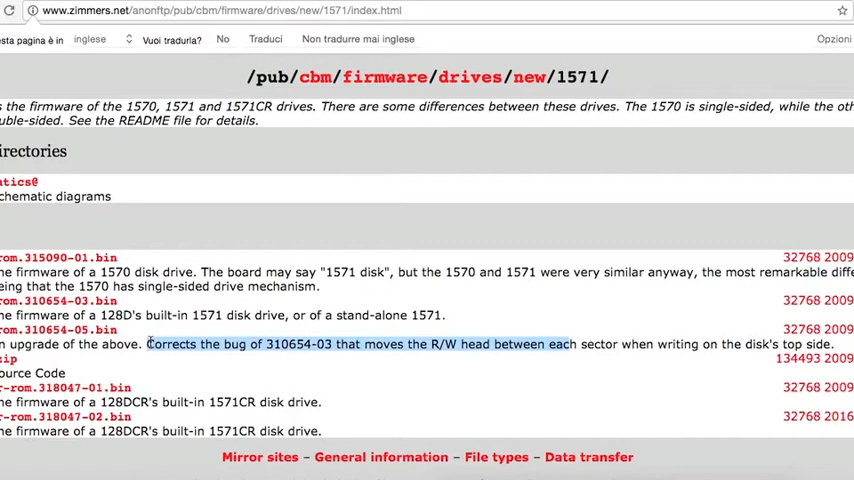 www.zimmers.net/anonftp/pub/cbm/firmware/drives/new/1571/index.html
esta pagina è in inglese Vuoi tradurla? No Traduci Non tradurre mai inglese Opzioni
/pub/cbm/firmware/drives/new/1571/
s the firmware of the 1570, 1571 and 1571CR drives. There are some differences between these drives. The 1570 is single-sided, while the oth
uble-sided. See the README file for details.
irectories
atics@
chematic diagrams
rom.315090-01.bin 32768 2009
he firmware of a 1570 disk drive. The board may say "1571 disk", but the 1570 and 1571 were very similar anyway, the most remarkable diffe
eing that the 1570 has single-sided drive mechanism.
rom.310654-03.bin 32768 2009
he firmware of a 128D's built-in 1571 disk drive, or of a stand-alone 1571.
rom.310654-05.bin 32768 2009
n upgrade of the above. Corrects the bug of 310654-03 that moves the R/W head between each sector when writing on the disk's top side.
zip 134493 2009
ource Code
r-rom.318047-01.bin 32768 2009
he firmware of a 128DCR's built-in 1571CR disk drive.
r-rom.318047-02.bin 32768 2016
he firmware of a 128DCR's built-in 1571CR disk drive.
Mirror sites – General information – File types – Data transfer